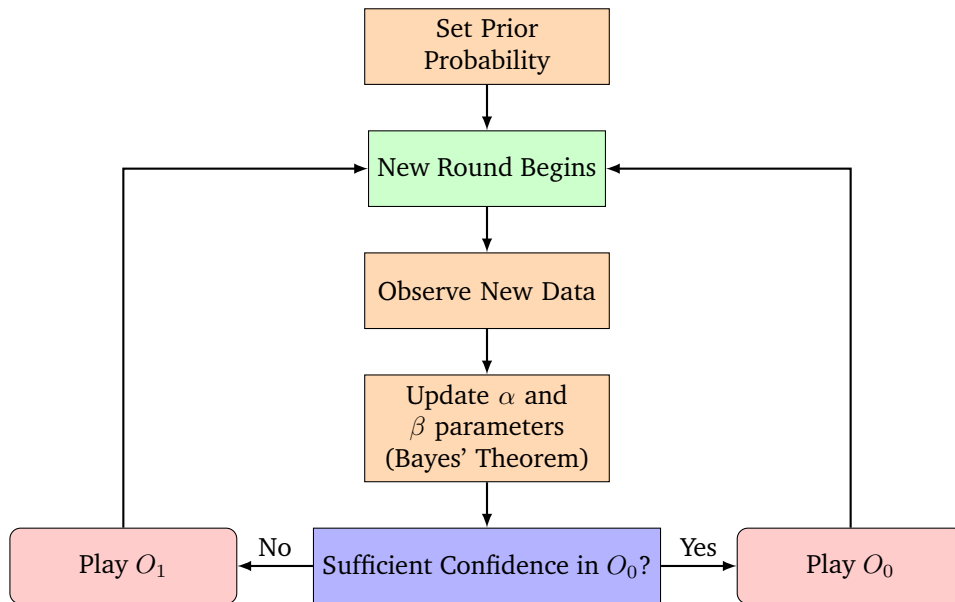 Set Prior
Probability
New Round Begins
Observe New Data
Update α and
β parameters
(Bayes' Theorem)
Play O₁
No
Sufficient Confidence in O₀?
Yes
Play O₀